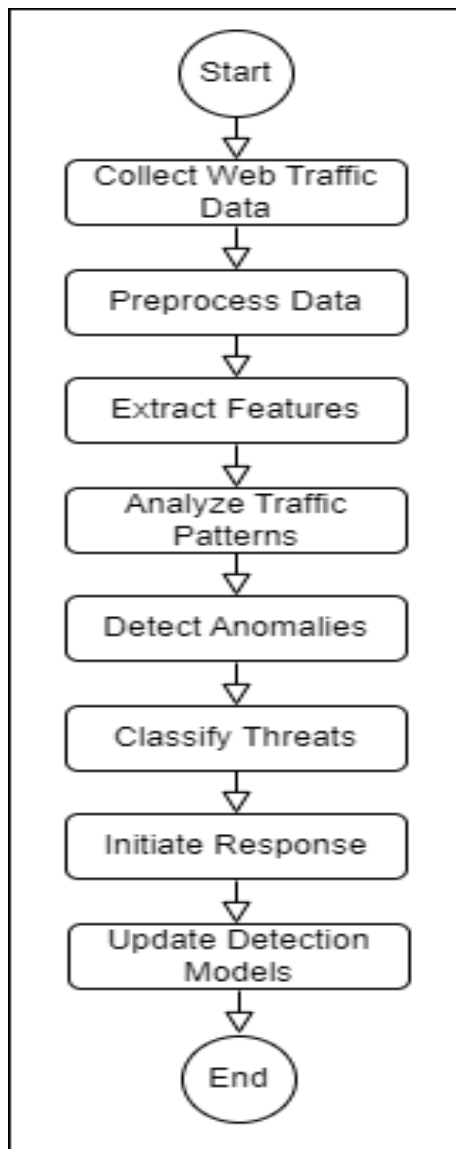 Start
Collect Web Traffic
Data
Preprocess Data
Extract Features
Analyze Traffic
Patterns
Detect Anomalies
Classify Threats
Initiate Response
Update Detection
Models
End